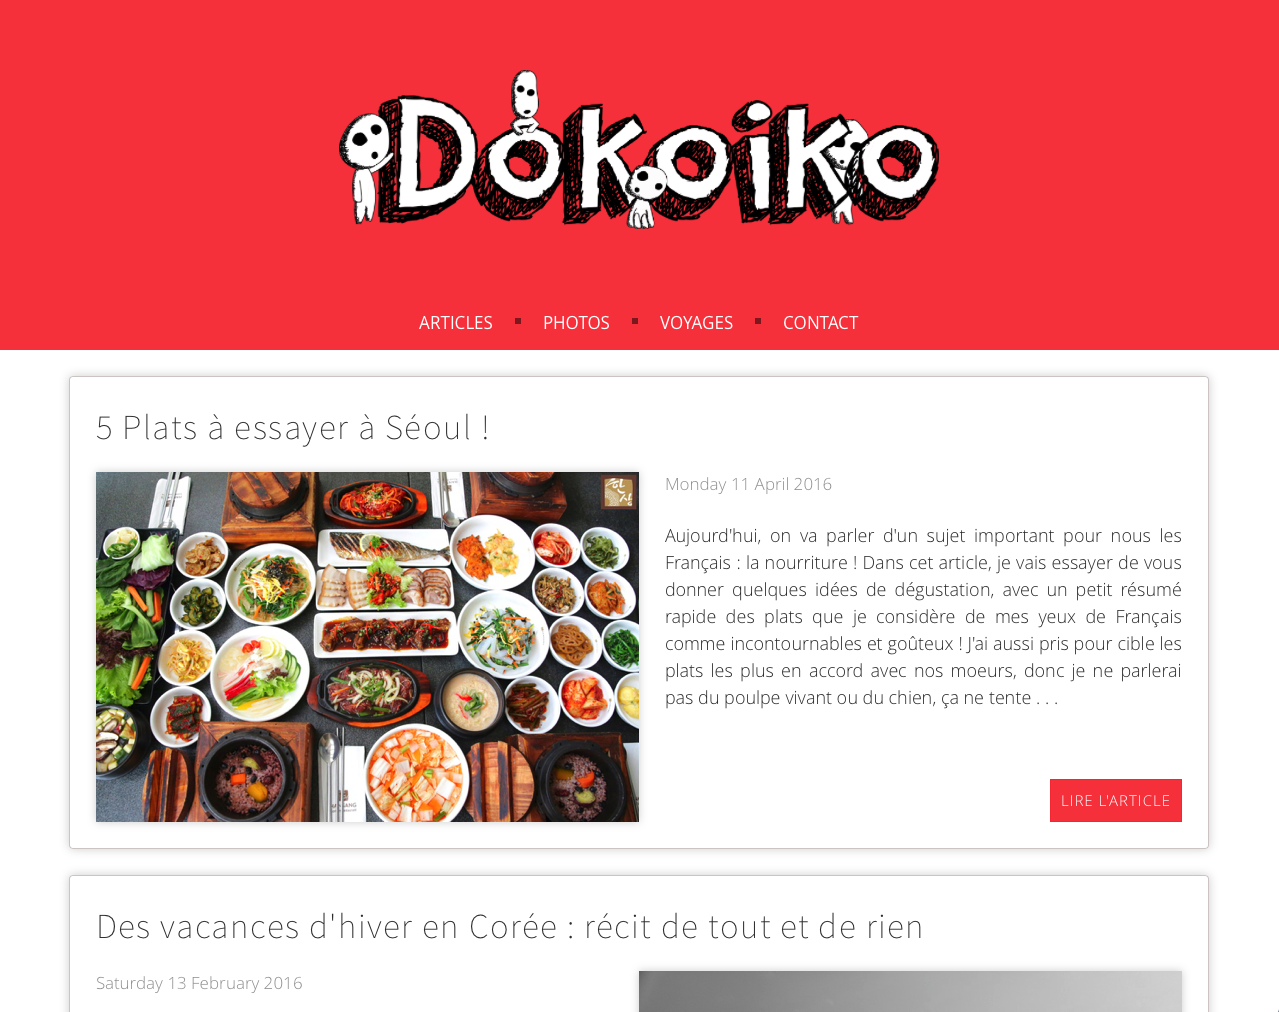 Dokoiko
ARTICLES PHOTOS VOYAGES CONTACT
5 Plats à essayer à Séoul !
한
산
Monday 11 April 2016
Aujourd'hui, on va parler d'un sujet important pour nous les
Français : la nourriture ! Dans cet article, je vais essayer de vous
donner quelques idées de dégustation, avec un petit résumé
rapide des plats que je considère de mes yeux de Français
comme incontournables et goûteux ! J'ai aussi pris pour cible les
plats les plus en accord avec nos moeurs, donc je ne parlerai
pas du poulpe vivant ou du chien, ça ne tente . . .
LIRE L'ARTICLE
Des vacances d'hiver en Corée : récit de tout et de rien
Saturday 13 February 2016